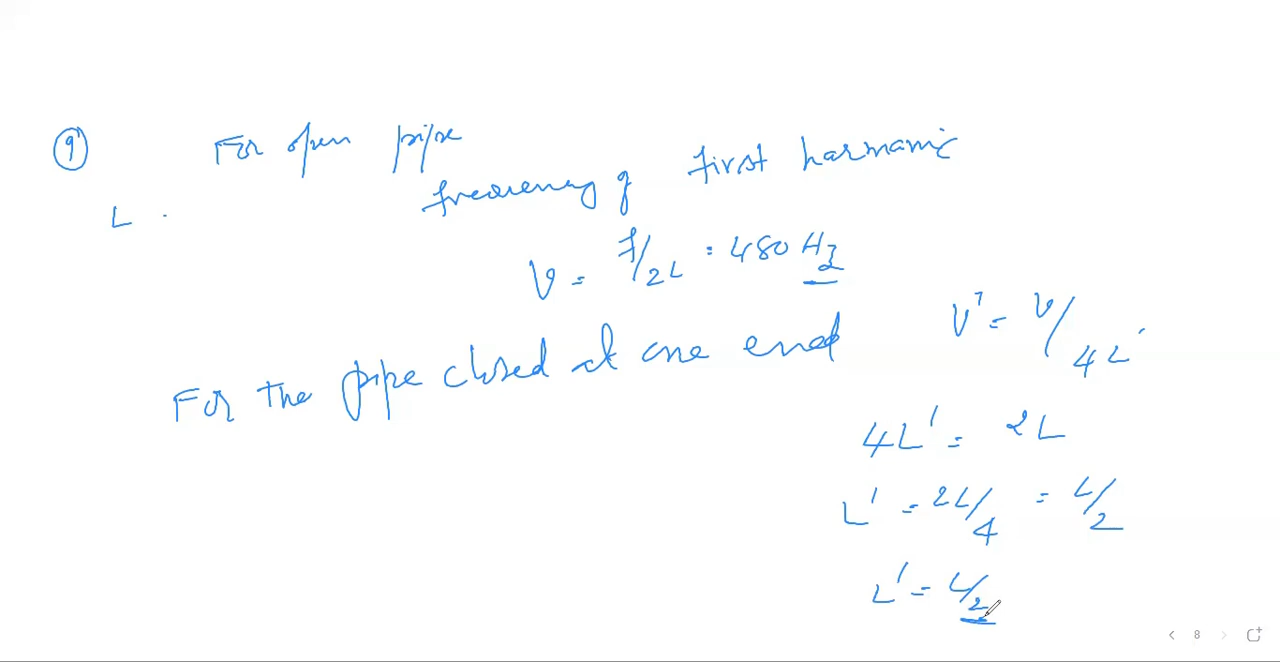 9
For open pipe
frequency of first harmonic
L
ν = v/2L = 480 Hz
For the pipe closed at one end
ν' = v/4L'
4L' = 2L
L' = 2L/4 = L/2
L' = L/2
8